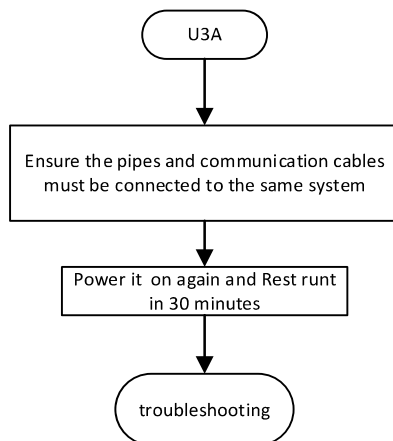 U3A
Ensure the pipes and communication cables
must be connected to the same system
Power it on again and Rest runt
in 30 minutes
troubleshooting